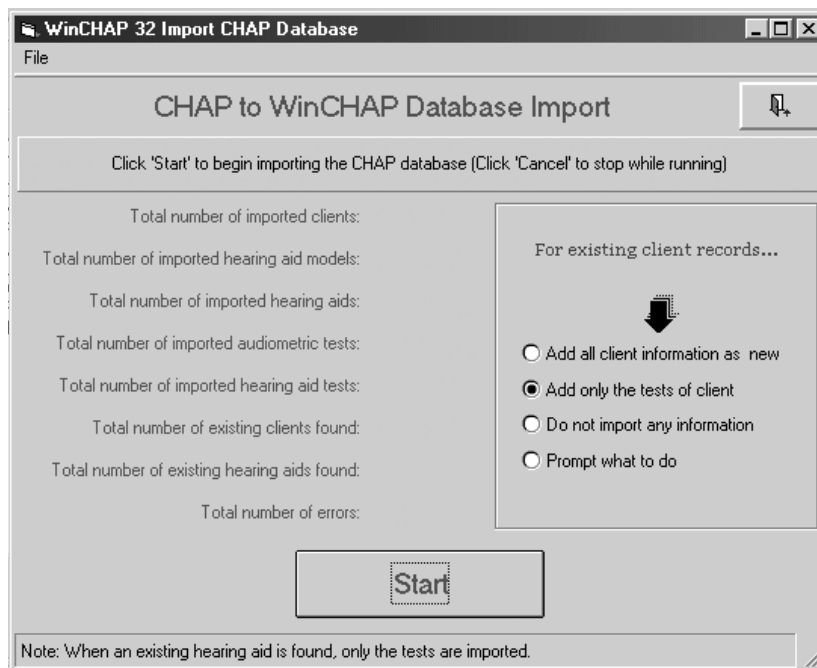 WinCHAP 32 Import CHAP Database
File
CHAP to WinCHAP Database Import
Click 'Start' to begin importing the CHAP database (Click 'Cancel' to stop while running)
Total number of imported clients:
Total number of imported hearing aid models:
Total number of imported hearing aids:
Total number of imported audiometric tests:
Total number of imported hearing aid tests:
Total number of existing clients found:
Total number of existing hearing aids found:
Total number of errors:
For existing client records...
Add all client information as new
Add only the tests of client
Do not import any information
Prompt what to do
Start
Note: When an existing hearing aid is found, only the tests are imported.